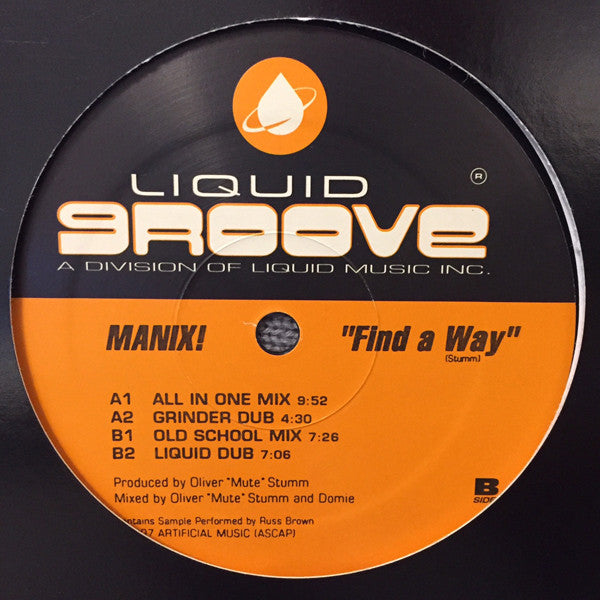 LIQUID ®
gROOve
A DIVISION OF LIQUID MUSIC INC.
MANIX! "Find a Way"
(Stumm)
A1 ALL IN ONE MIX 9:52
A2 GRINDER DUB 4:30
B1 OLD SCHOOL MIX 7:26
B2 LIQUID DUB 7:06
Produced by Oliver "Mute" Stumm
Mixed by Oliver "Mute" Stumm and Domie
B
SIDE
Sample Performed by Russ Brown
ARTIFICIAL MUSIC (ASCAP)